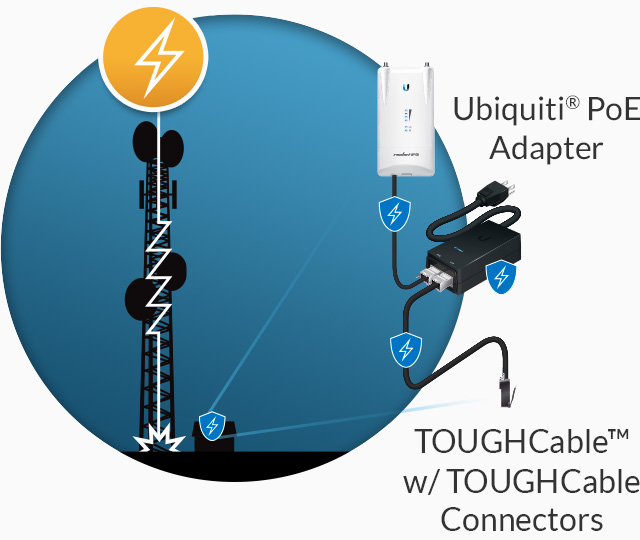 Ubiquiti® PoE
Adapter
TOUGHCable™
w/ TOUGHCable
Connectors